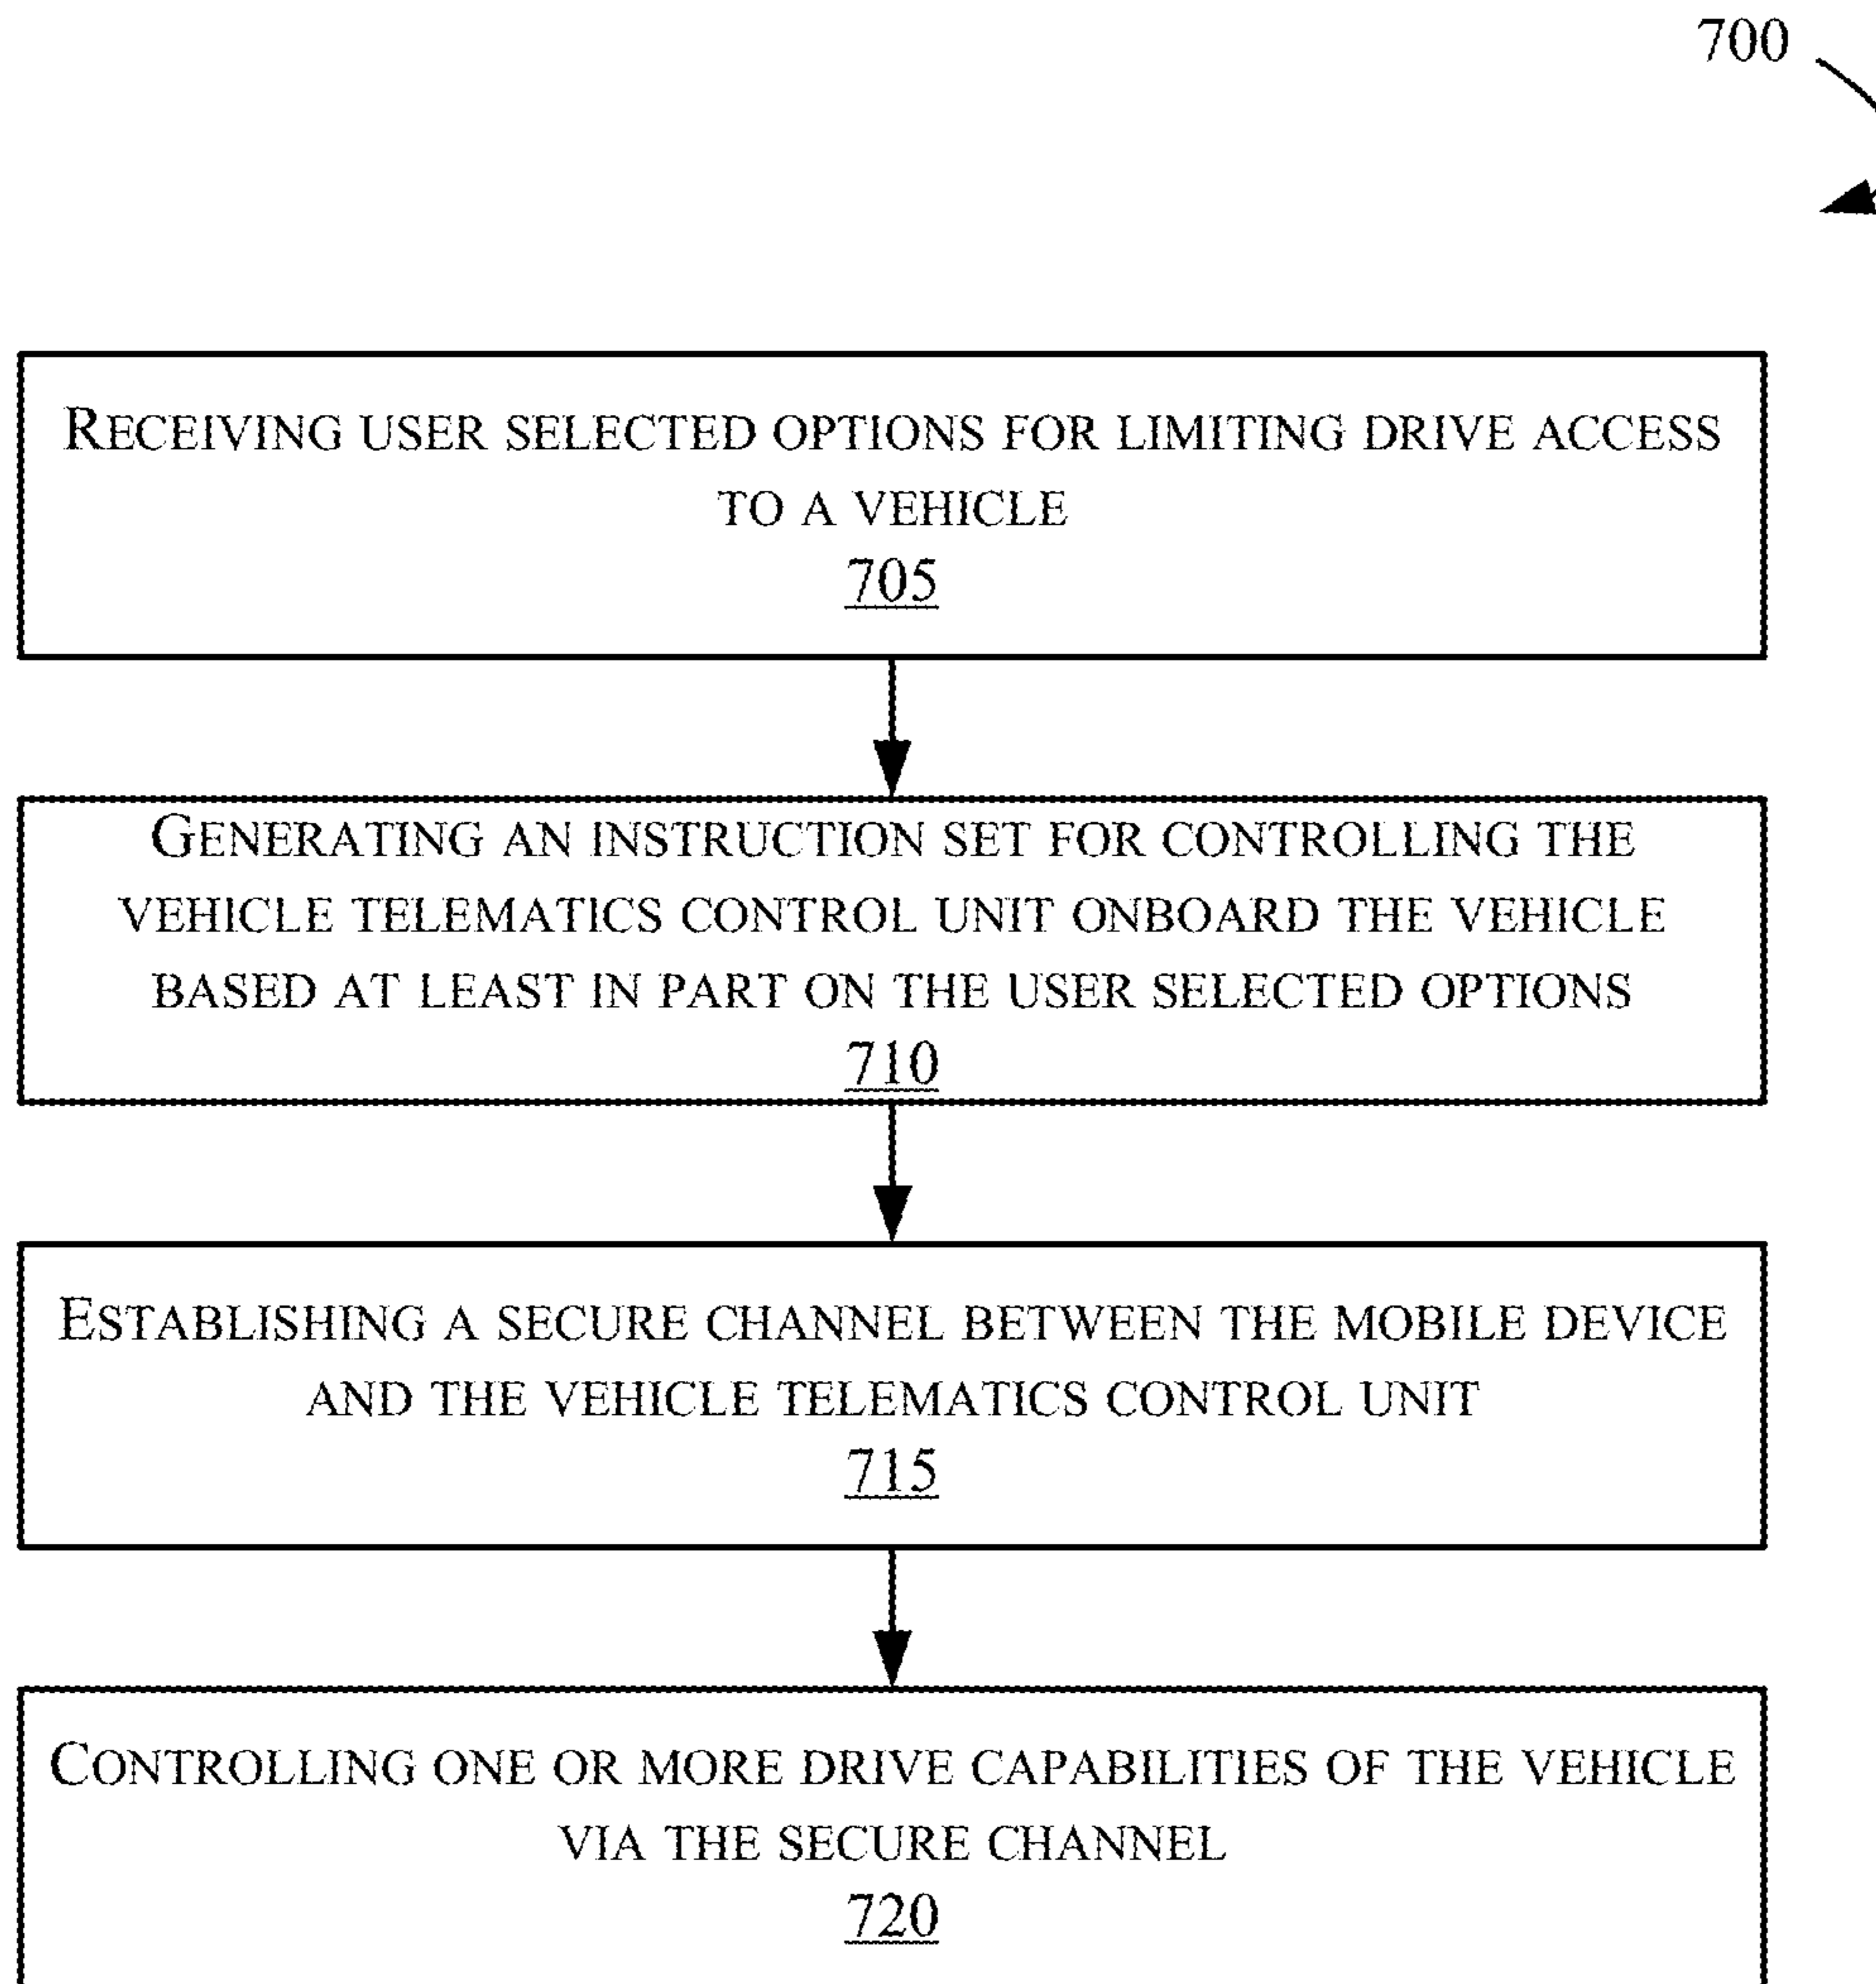 700
RECEIVING USER SELECTED OPTIONS FOR LIMITING DRIVE ACCESS
TO A VEHICLE
705
GENERATING AN INSTRUCTION SET FOR CONTROLLING THE
VEHICLE TELEMATICS CONTROL UNIT ONBOARD THE VEHICLE
BASED AT LEAST IN PART ON THE USER SELECTED OPTIONS
710
ESTABLISHING A SECURE CHANNEL BETWEEN THE MOBILE DEVICE
AND THE VEHICLE TELEMATICS CONTROL UNIT
715
CONTROLLING ONE OR MORE DRIVE CAPABILITIES OF THE VEHICLE
VIA THE SECURE CHANNEL
720